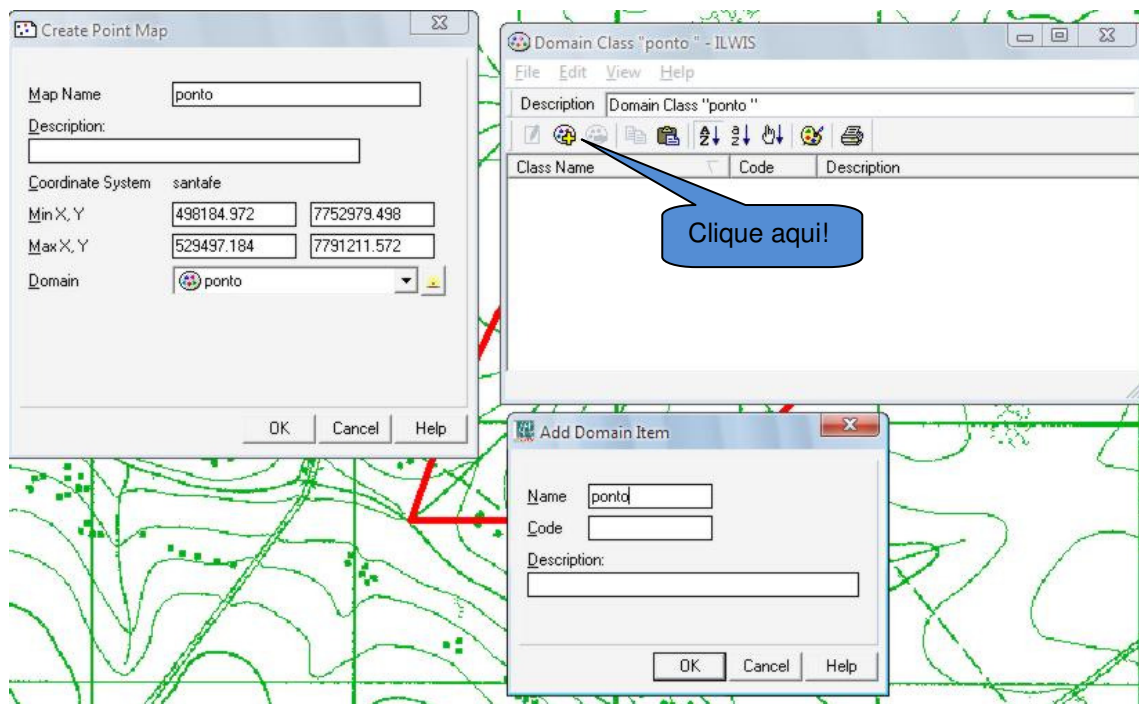 Create Point Map
Map Name ponto
Description:
Coordinate System santafe
Min X, Y 498184.972 7752979.498
Max X, Y 529497.184 7791211.572
Domain ponto
OK Cancel Help
Domain Class "ponto " - ILWIS
File Edit View Help
Description Domain Class "ponto "
Class Name Code Description
Clique aqui!
Add Domain Item
Name ponto
Code
Description:
OK Cancel Help